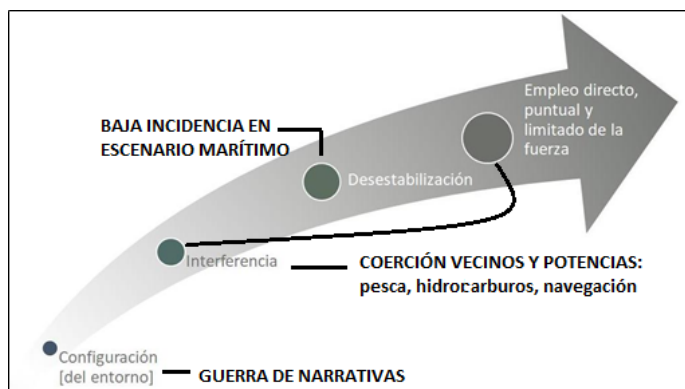 Empleo directo,
puntual y
limitado de la
fuerza
BAJA INCIDENCIA EN
ESCENARIO MARÍTIMO
Desestabilización
Interferencia
COERCIÓN VECINOS Y POTENCIAS:
pesca, hidrocarburos, navegación
Configuración
[del entorno]
GUERRA DE NARRATIVAS